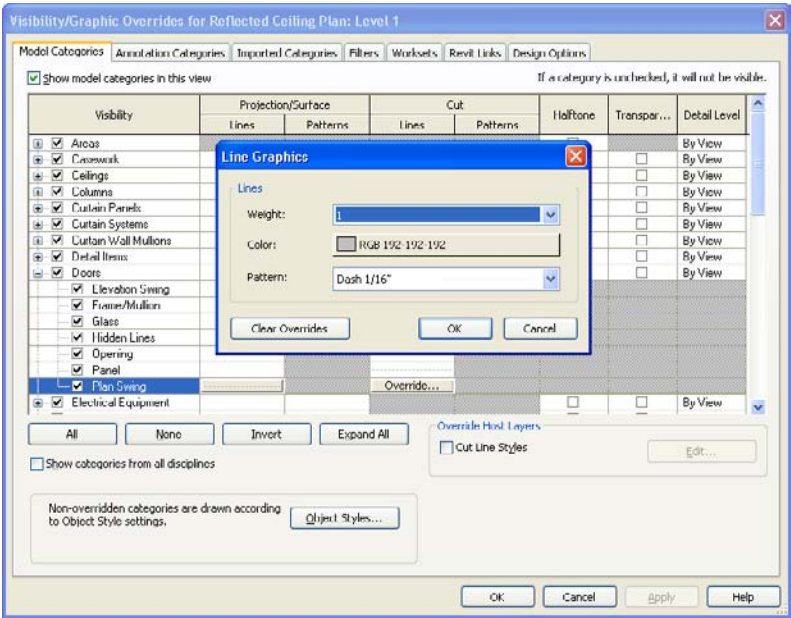 Visibility/Graphic Overrides for Reflected Ceiling Plan: Level 1
Model Categories Annotation Categories Imported Categories Filters Worksets Revit Links Design Options
Show model categories in this view
If a category is unchecked, it will not be visible.
Visibility Projection/Surface Cut Halftone Transpar... Detail Level
Lines Patterns Lines Patterns
Areas By View
Casework By View
Ceilings By View
Columns By View
Curtain Panels By View
Curtain Systems By View
Curtain Wall Mullions By View
Detail Items By View
Doors By View
Elevation Swing
Frame/Mullion
Glass
Hidden Lines
Opening
Panel
Plan Swing Override...
Electrical Equipment By View
Line Graphics
Lines
Weight: 1
Color: RGB 192-192-192
Pattern: Dash 1/16"
Clear Overrides OK Cancel
All None Invert Expand All
Show categories from all disciplines
Override Host Layers
Cut Line Styles
Edit...
Non-overridden categories are drawn according
to Object Style settings.
Object Styles...
OK Cancel Apply Help